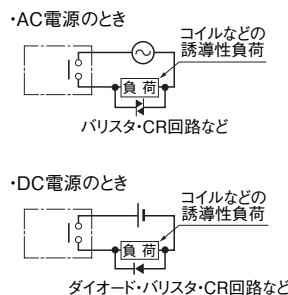 ・AC電源のとき
コイルなどの
誘導性負荷
負 荷
バリスタ・CR回路など
・DC電源のとき
コイルなどの
誘導性負荷
負 荷
ダイオード・バリスタ・CR回路など